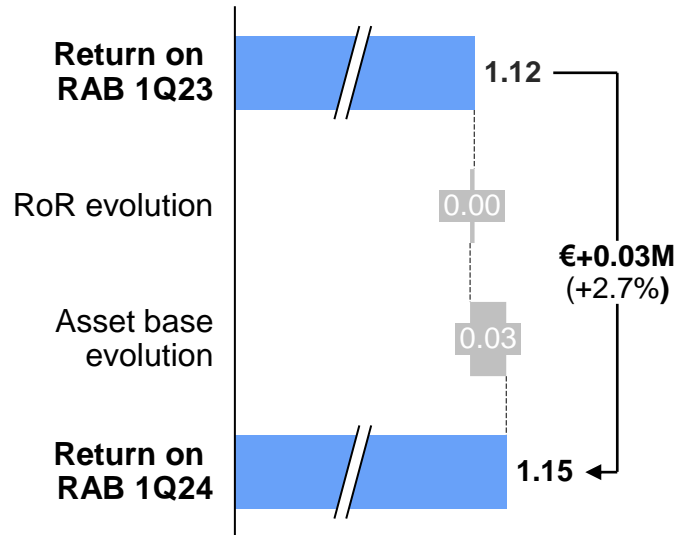 Return on
RAB 1Q23
1.12
RoR evolution
0.00
€+0.03M
(+2.7%)
Asset base
evolution
0.03
Return on
RAB 1Q24
1.15